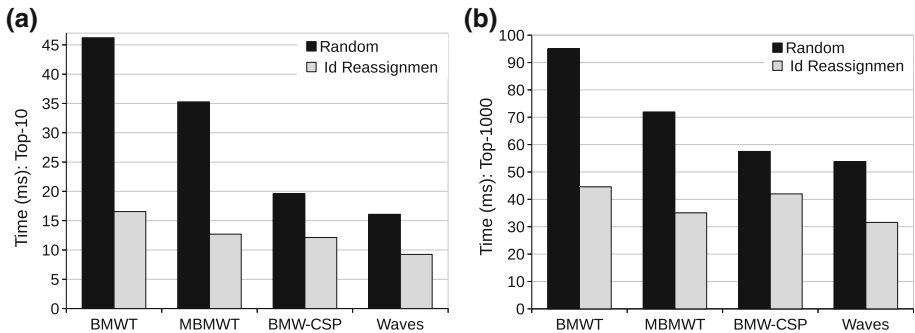 (a)
Time (ms): Top-10
45
40
35
30
25
20
15
10
5
0
Random
Id Reassignmen
BMWT MBMWT BMW-CSP Waves
(b)
Time (ms): Top-1000
100
90
80
70
60
50
40
30
20
10
0
Random
Id Reassignmen
BMWT MBMWT BMW-CSP Waves